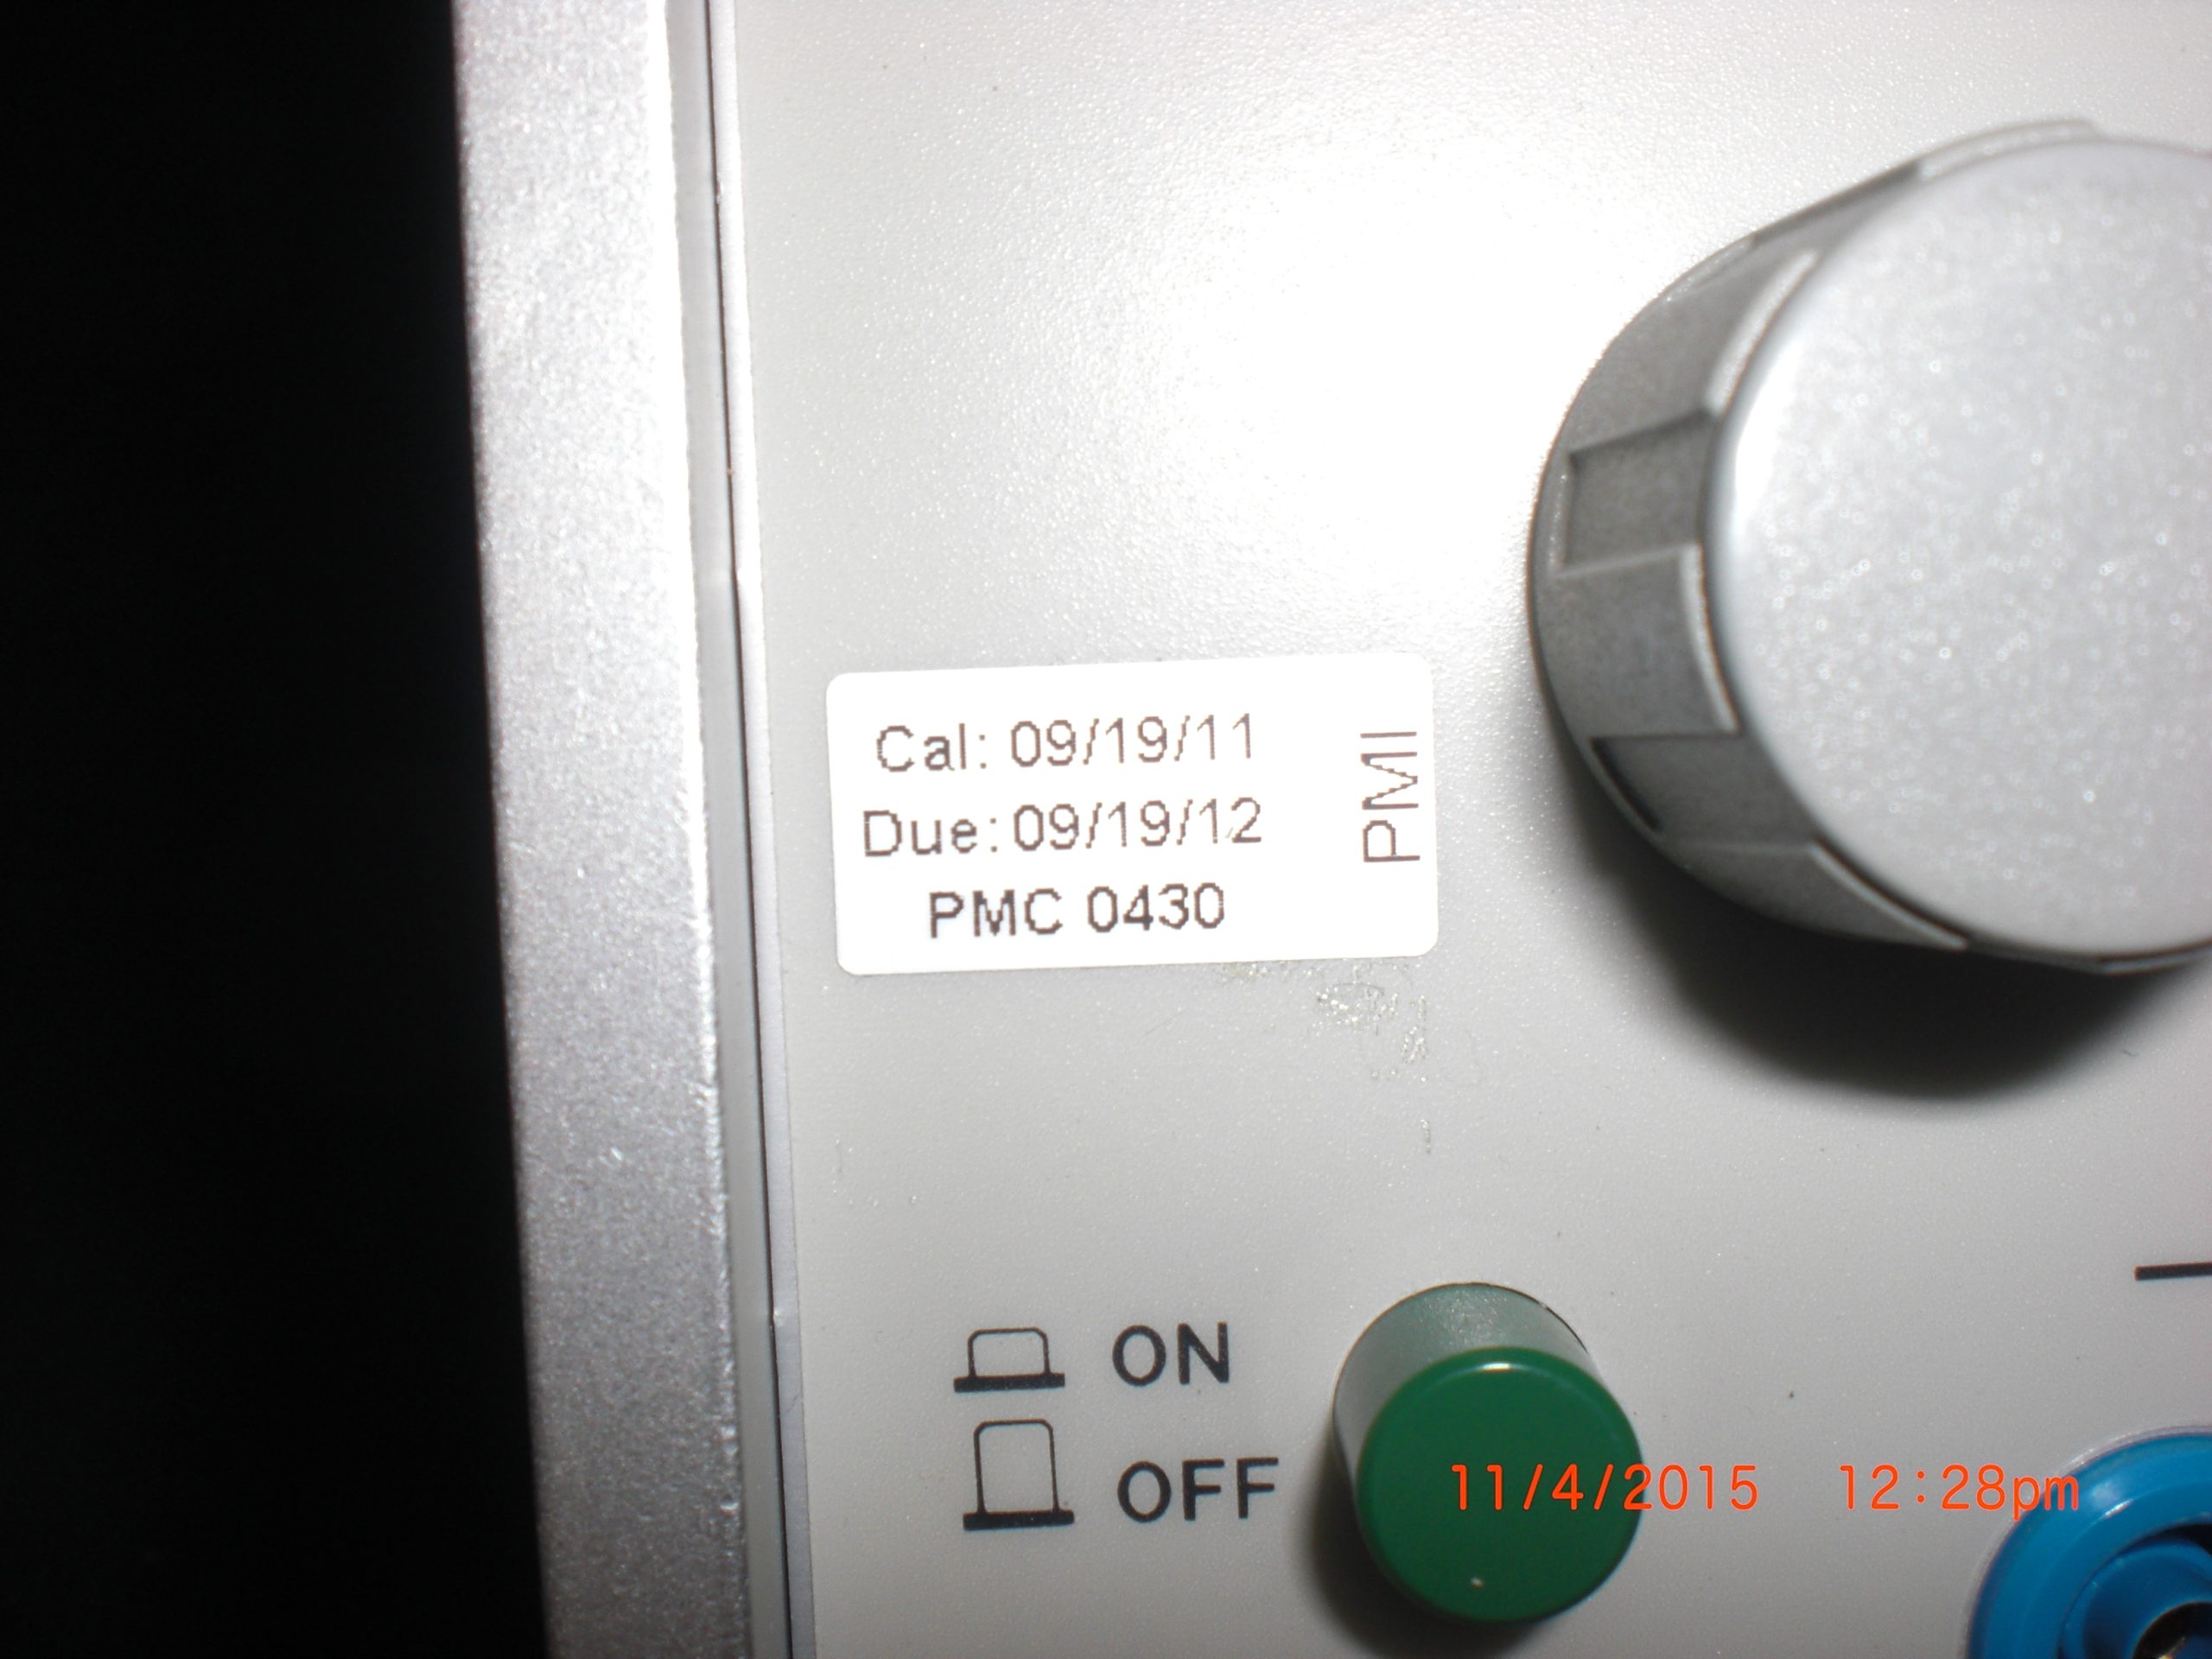 Cal: 09/19/11
Due: 09/19/12
PMC 0430
PMI
ON
OFF
11/4/2015 12:28pm